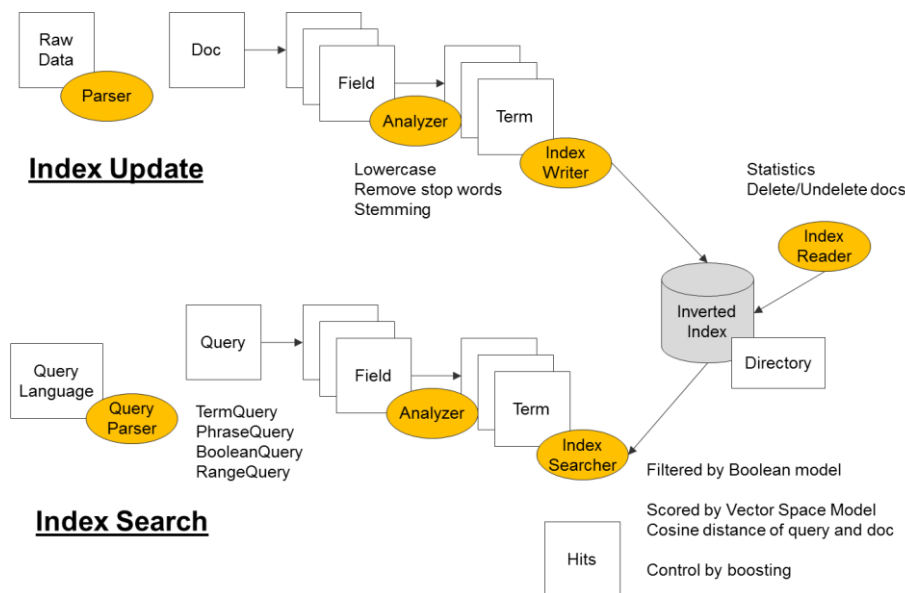 Raw
Data
Parser
Doc
Field
Analyzer
Term
Index
Writer
Index Update
Lowercase
Remove stop words
Stemming
Statistics
Delete/Undelete docs
Index
Reader
Inverted
Index
Directory
Query
Language
Query
Parser
Query
TermQuery
PhraseQuery
BooleanQuery
RangeQuery
Field
Analyzer
Term
Index
Searcher
Index Search
Filtered by Boolean model
Scored by Vector Space Model
Cosine distance of query and doc
Control by boosting
Hits